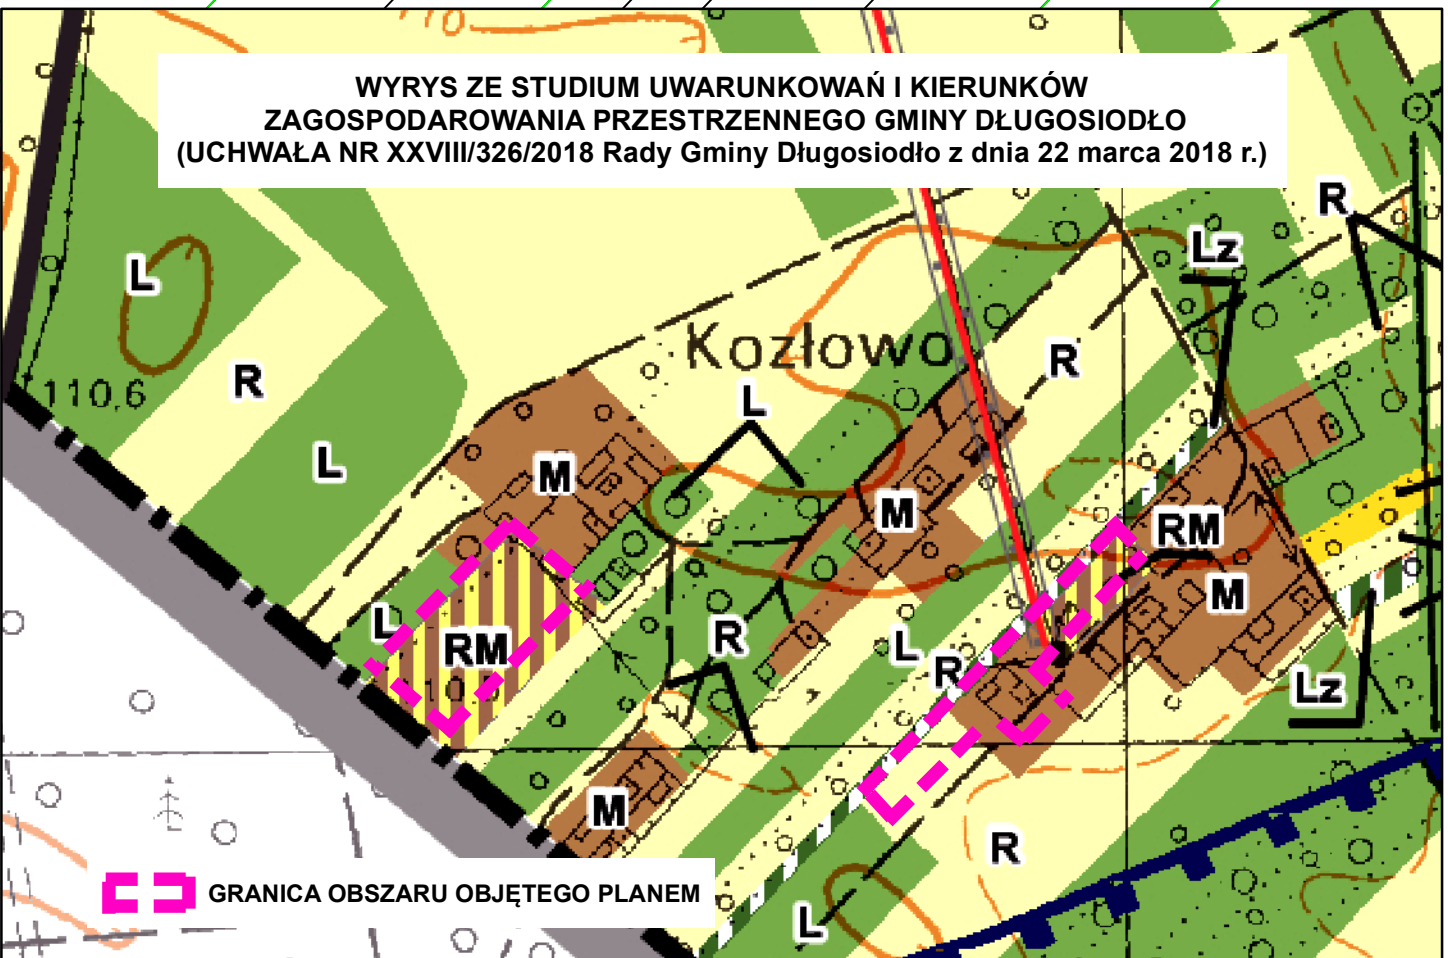 110
WYRYS ZE STUDIUM UWARUNKOWAŃ I KIERUNKÓW
ZAGOSPODAROWANIA PRZESTRZENNEGO GMINY DŁUGOSIODŁO
(UCHWAŁA NR XXVIII/326/2018 Rady Gminy Długosiodło z dnia 22 marca 2018 r.)
R
Lz
L
Kozłowo
R
R
110,6
L
L
M
M
RM
M
L
RM
R
L
R
Lz
M
R
L
GRANICA OBSZARU OBJĘTEGO PLANEM